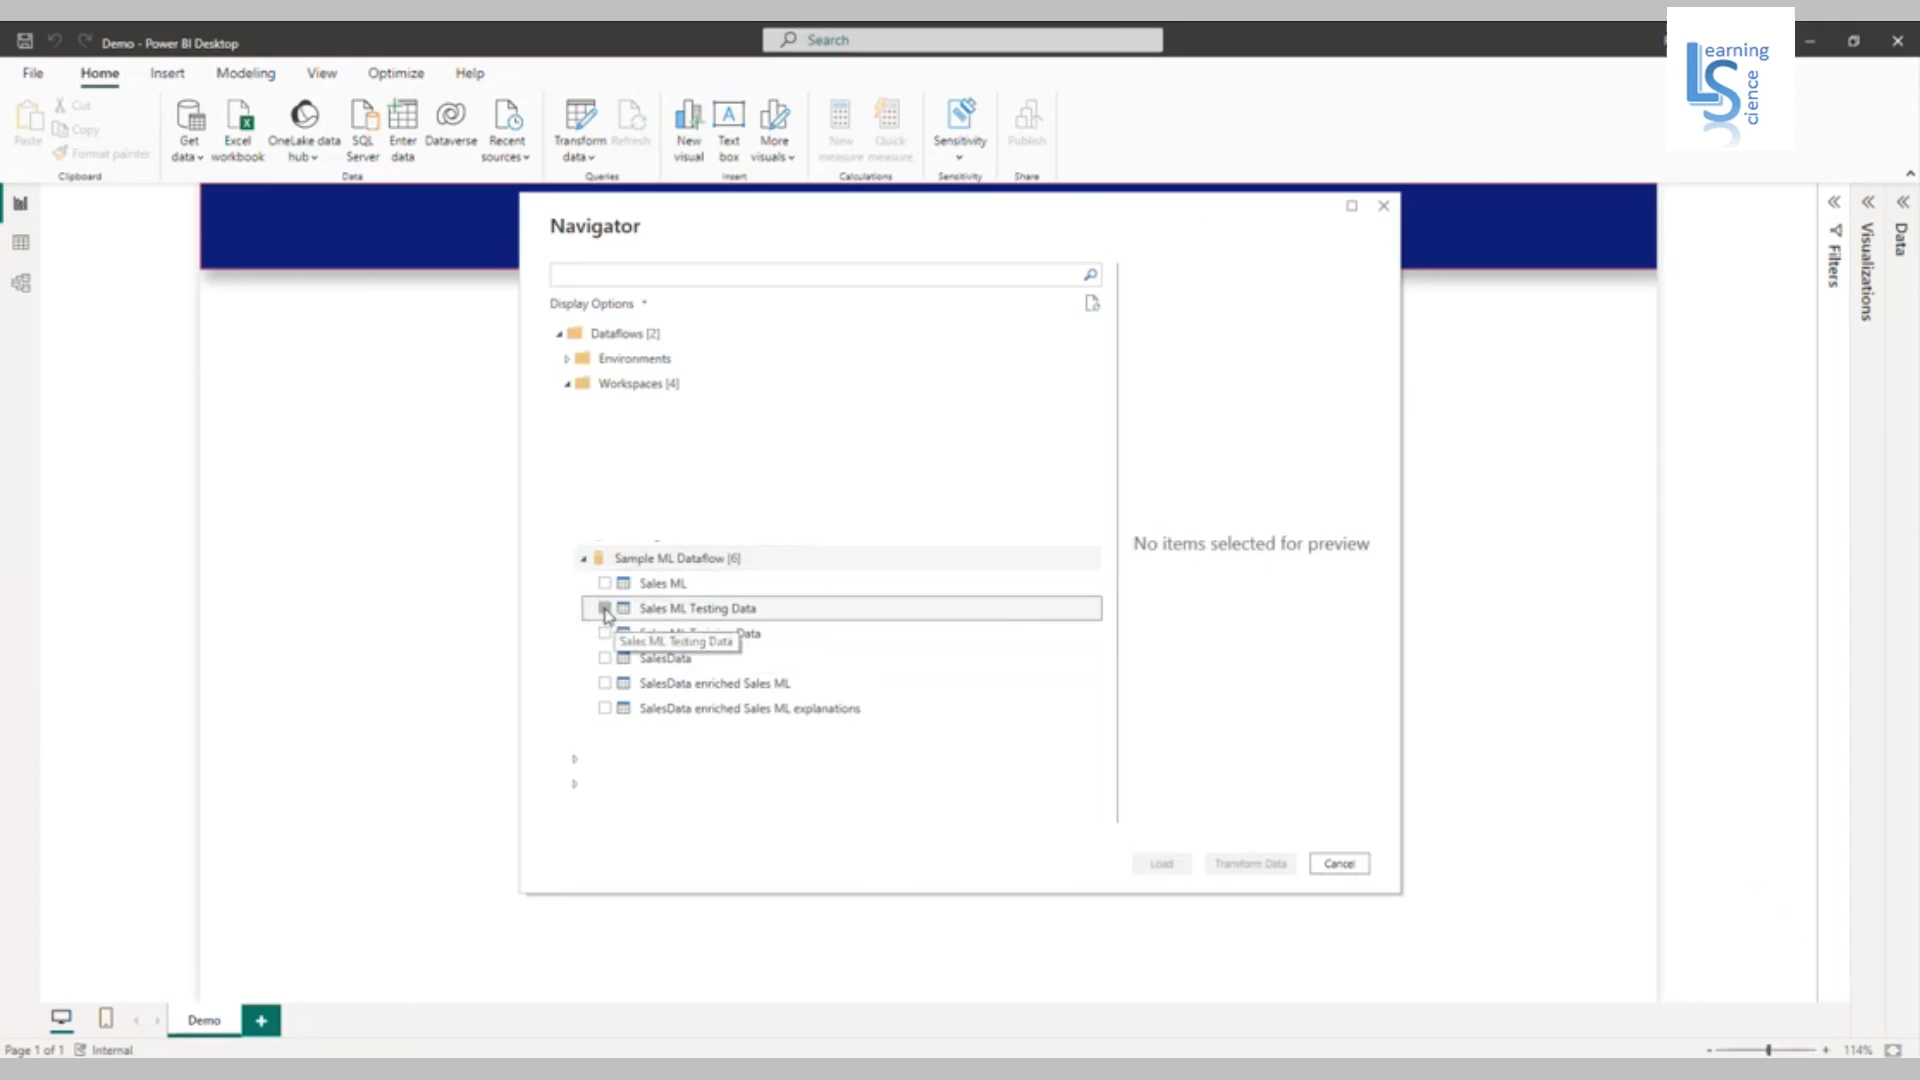 Demo - Power BI Desktop
Search
Learning
Science
File Home Insert Modeling View Optimize Help
Paste
Cut
Copy
Format painter
Clipboard
Get data
Excel workbook
OneLake data hub
SQL Server
Enter data
Dataverse
Recent sources
Data
Transform data
Refresh
Queries
New visual
Text box
More visuals
Insert
New measure
Quick measure
Calculations
Sensitivity
Sensitivity
Publish
Share
Navigator
Display Options
Dataflows [2]
Environments
Workspaces [4]
Sample ML Dataflow [6]
Sales ML
Sales ML Testing Data
Data
Sales ML Testing Data
SalesData
SalesData enriched Sales ML
SalesData enriched Sales ML explanations
No items selected for preview
Load
Transform Data
Cancel
Filters
Visualizations
Data
Demo
Page 1 of 1
Internal
114%